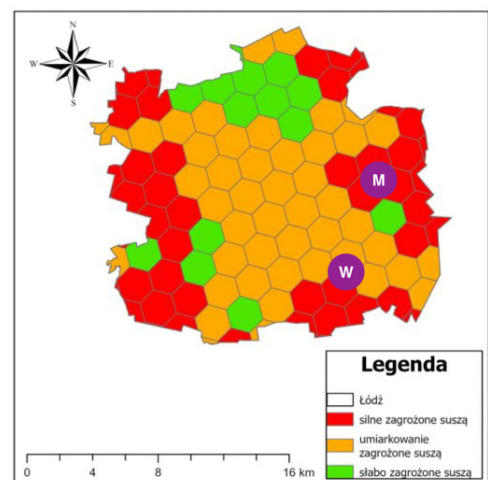 N
W E
S
M
W
Legenda
Łódź
silne zagrożone suszą
umiarkowanie
zagrożone suszą
słabo zagrożone suszą
0 4 8 16 km